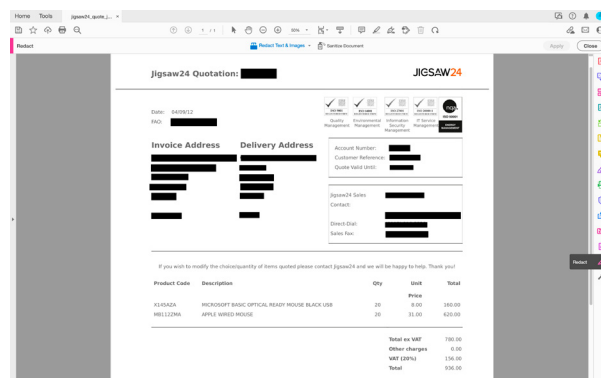 Home Tools jigsaw24_quote_j... ×
1 / 1 50%
Redact Redact Text & Images Sanitize Document Apply Close
Jigsaw24 Quotation:
JIGSAW24
Date: 04/09/12
FAO:
Quality Management
Environmental Management
Information Security Management
IT Service Management
Invoice Address Delivery Address
Account Number:
Customer Reference:
Quote Valid Until:
Jigsaw24 Sales
Contact:
Direct-Dial:
Sales Fax:
Redact
If you wish to modify the choice/quantity of items quoted please contact Jigsaw24 and we will be happy to help. Thank you!
Product Code Description Qty Unit Total
Price
X145AZA MICROSOFT BASIC OPTICAL READY MOUSE BLACK USB 20 8.00 160.00
MB112ZMA APPLE WIRED MOUSE 20 31.00 620.00
Total ex VAT 780.00
Other charges 0.00
VAT (20%) 156.00
Total 936.00